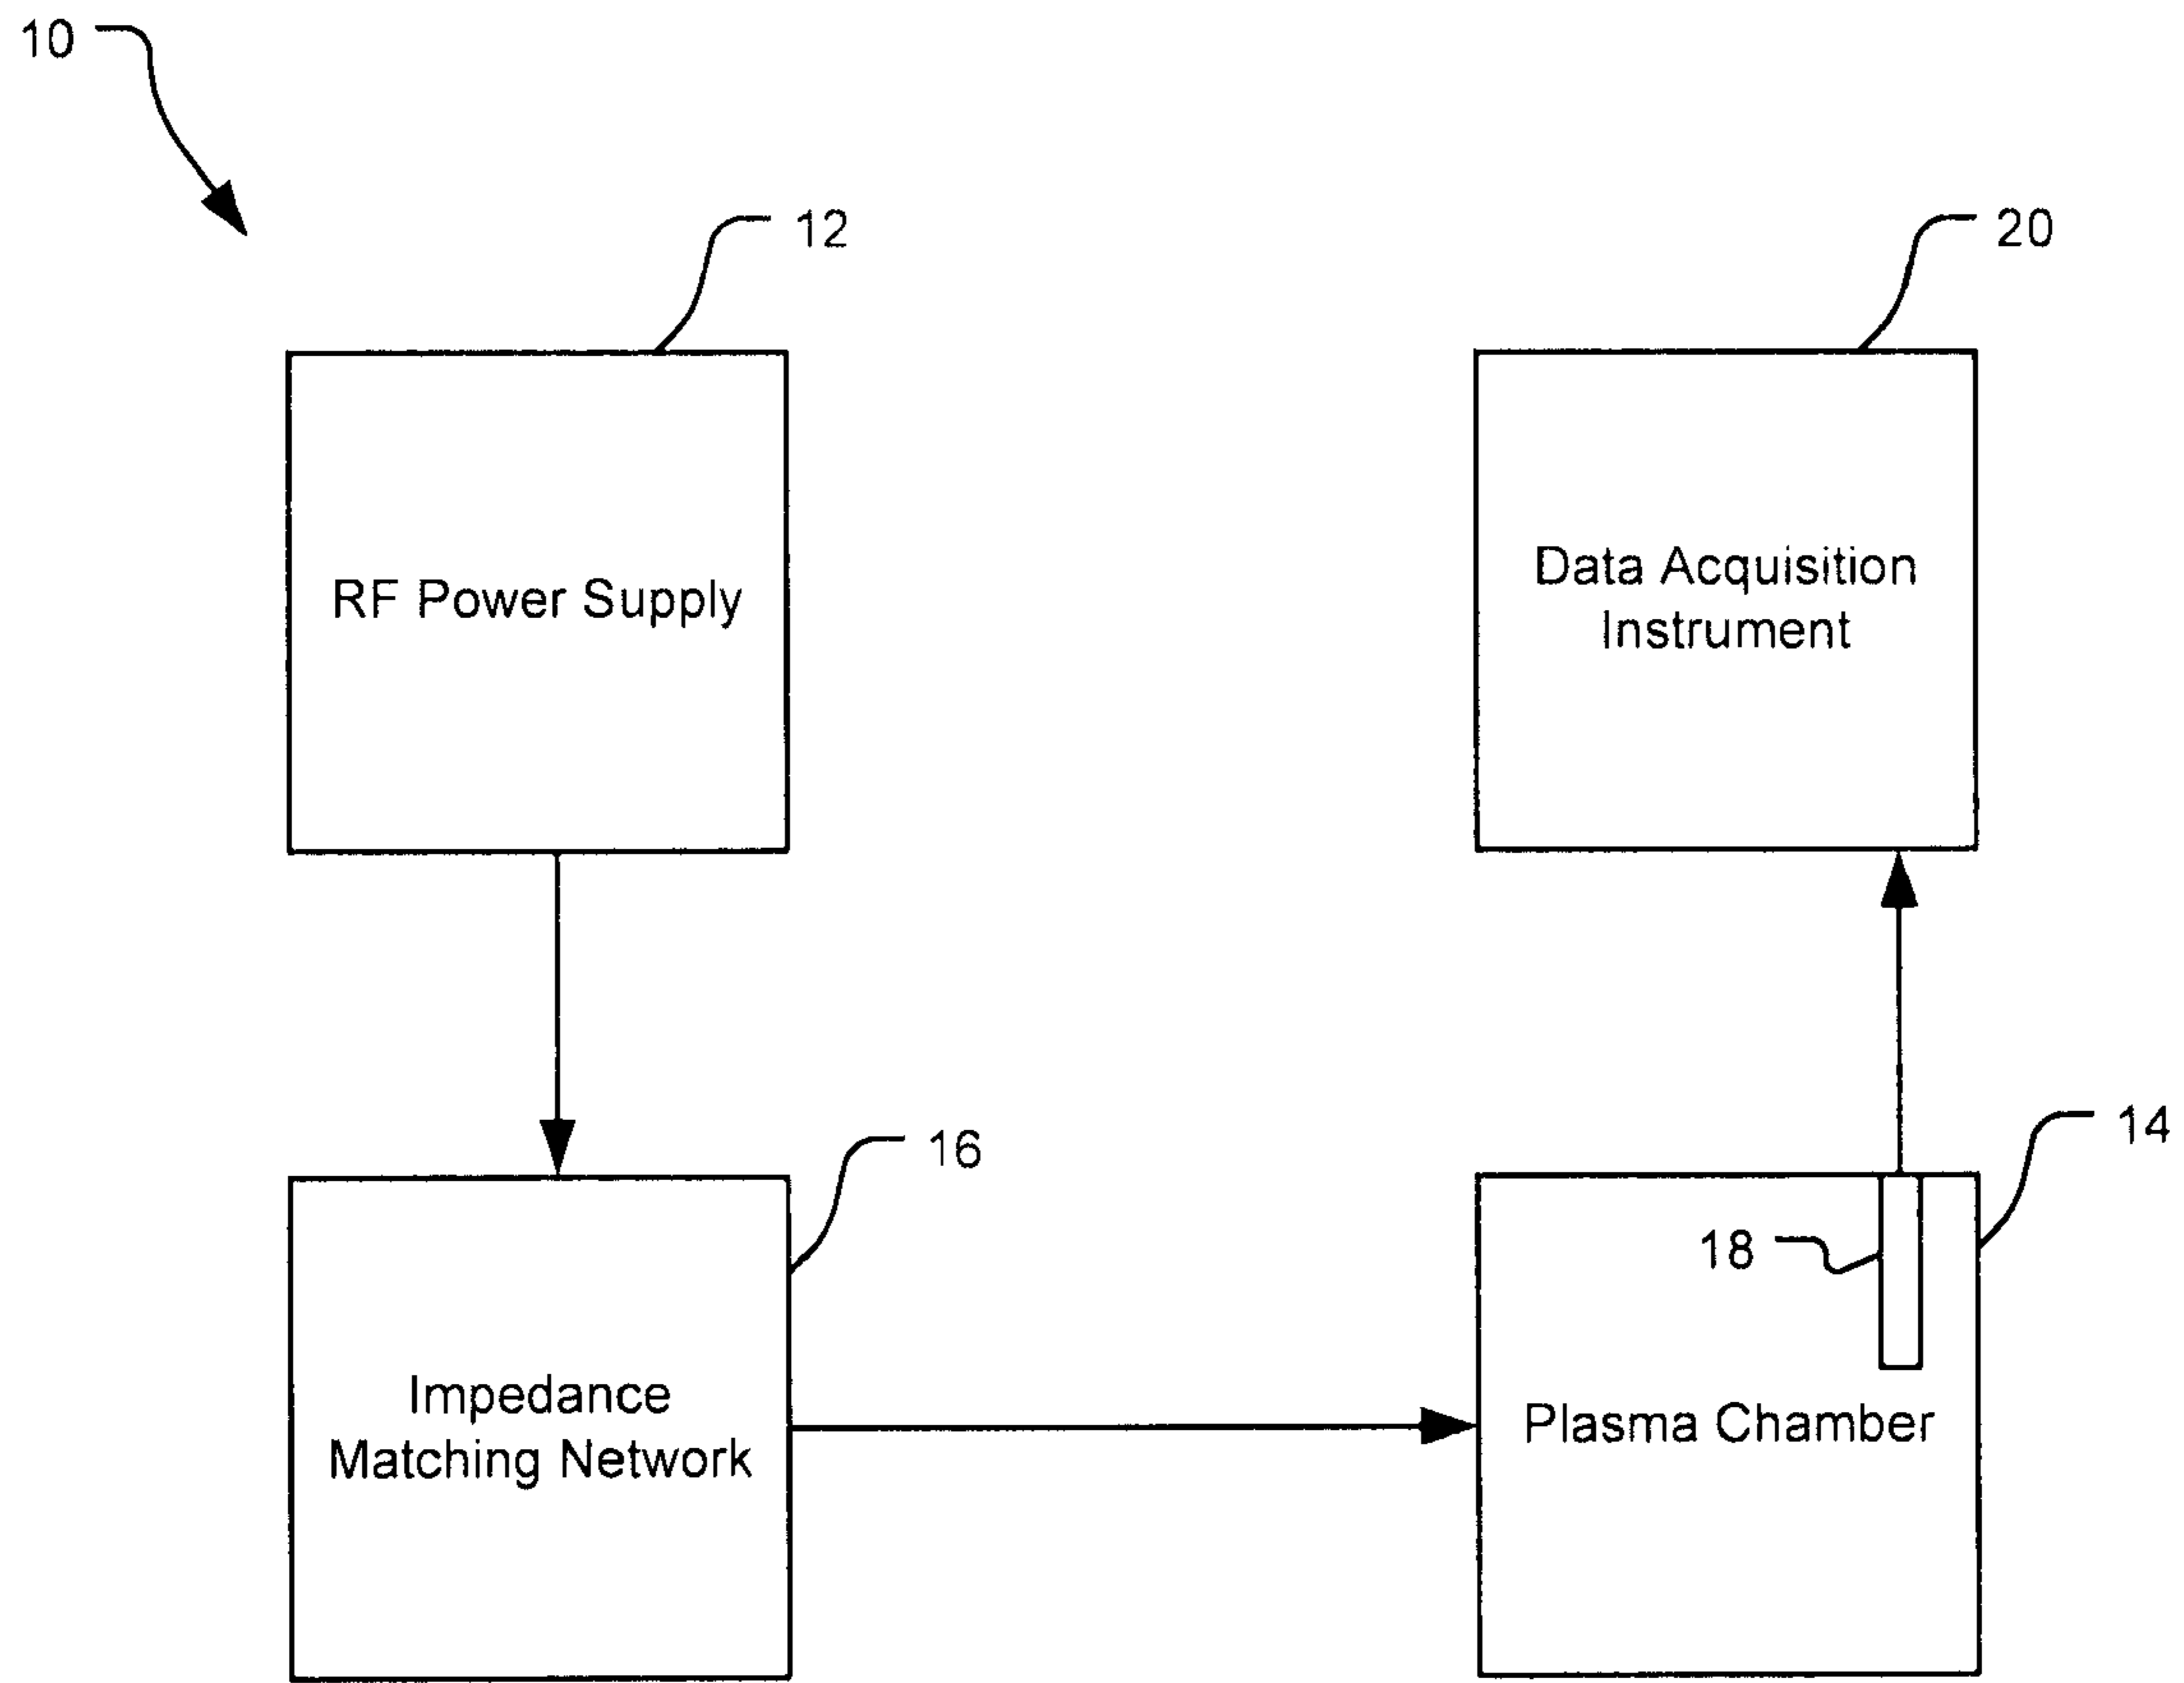 10
12
20
RF Power Supply
Data Acquisition
Instrument
16
14
18
Impedance
Matching Network
Plasma Chamber